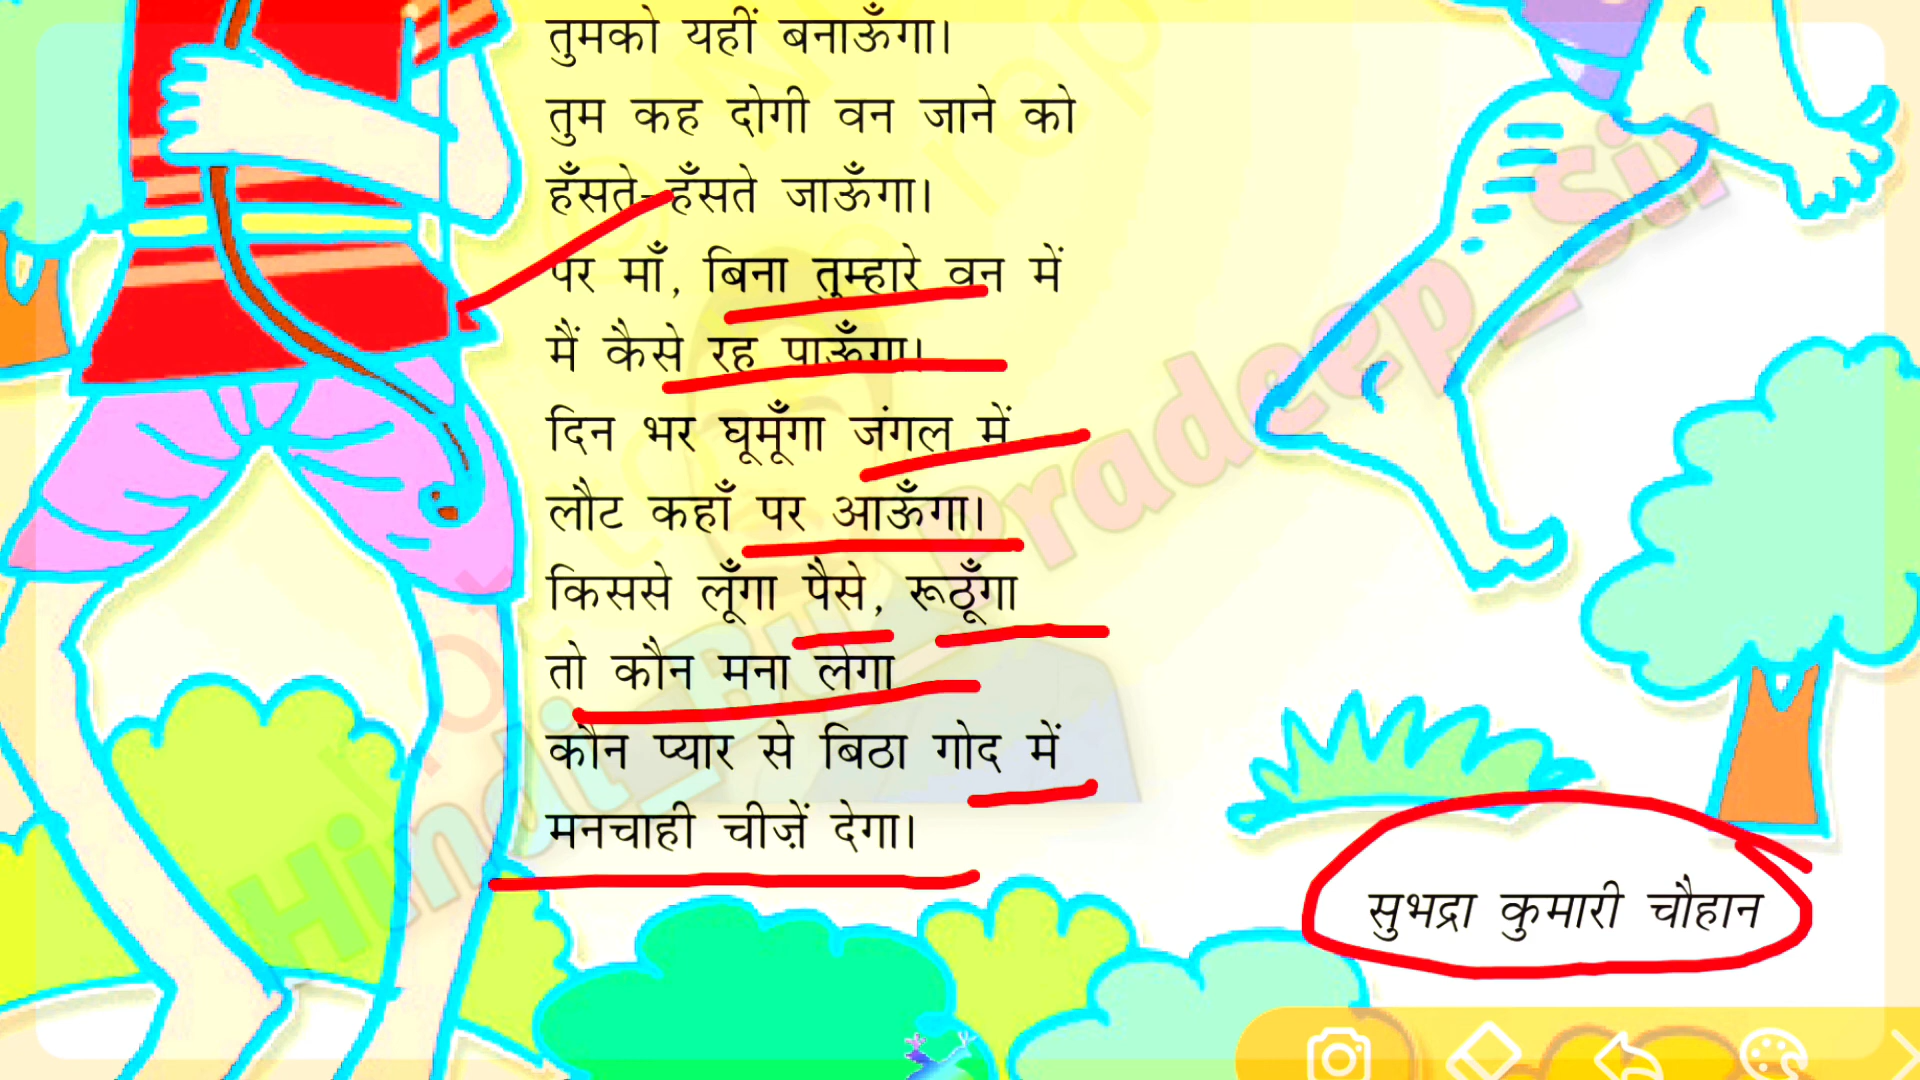 तुमको यहीं बनाऊँगा।
तुम कह दोगी वन जाने को
हँसते-हँसते जाऊँगा।
पर माँ, बिना तुम्हारे वन में
मैं कैसे रह पाऊँगा।
दिन भर घूमूँगा जंगल में
लौट कहाँ पर आऊँगा।
किससे लूँगा पैसे, रूठूँगा
तो कौन मना लेगा
कौन प्यार से बिठा गोद में
मनचाही चीज़ें देगा।
सुभद्रा कुमारी चौहान
Hindi_By_Pradeep_Sir